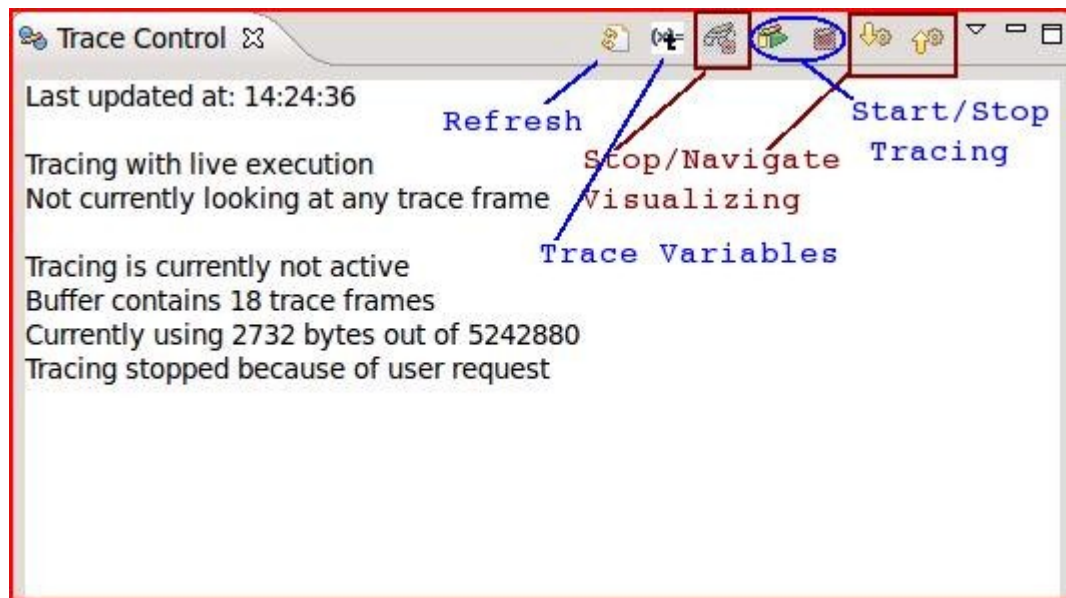 Trace Control
Last updated at: 14:24:36
Refresh
Start/Stop
Tracing
Tracing with live execution
Stop/Navigate
Not currently looking at any trace frame
Visualizing
Trace Variables
Tracing is currently not active
Buffer contains 18 trace frames
Currently using 2732 bytes out of 5242880
Tracing stopped because of user request